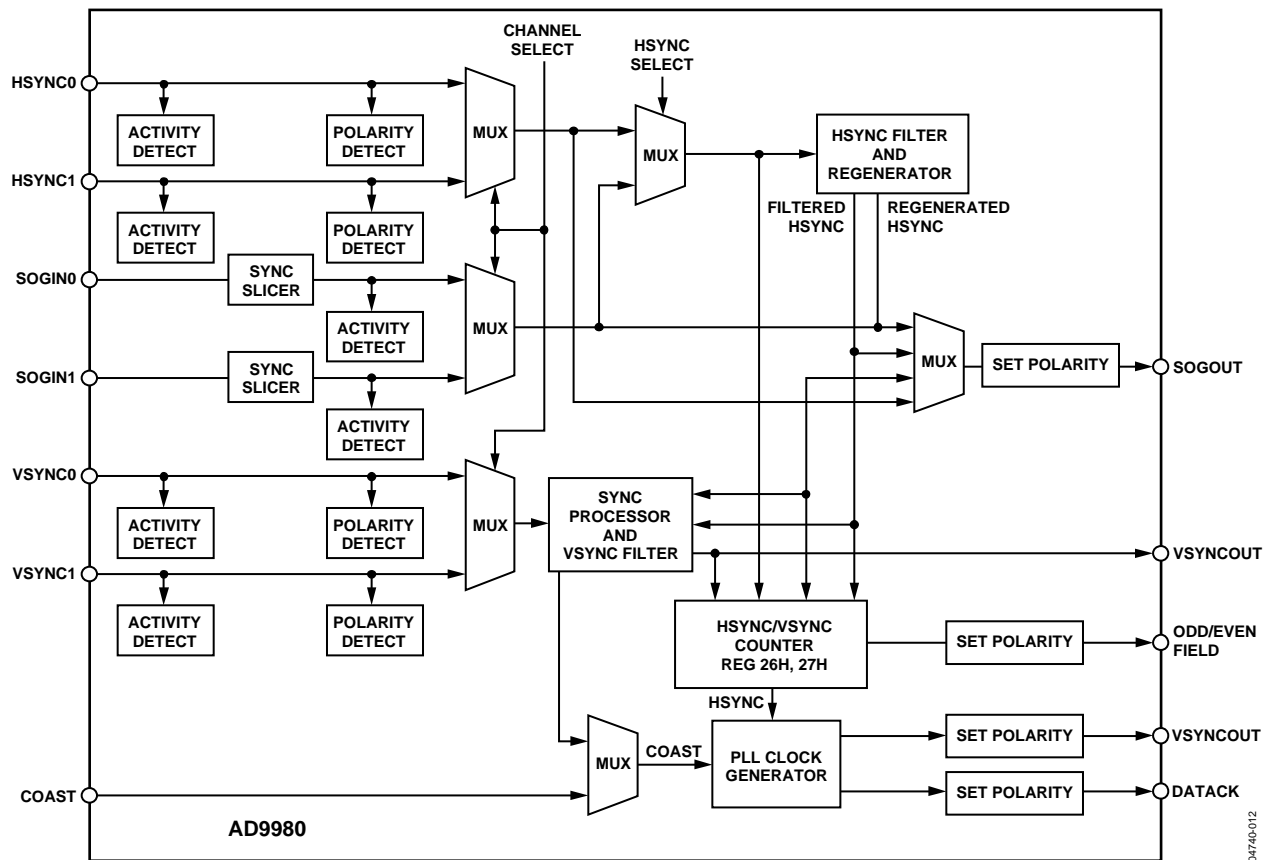 CHANNEL
SELECT
HSYNC
SELECT
HSYNC0
ACTIVITY
DETECT
POLARITY
DETECT
MUX
MUX
HSYNC FILTER
AND
REGENERATOR
HSYNC1
ACTIVITY
DETECT
POLARITY
DETECT
FILTERED
HSYNC
REGENERATED
HSYNC
SOGIN0
SYNC
SLICER
ACTIVITY
DETECT
MUX
MUX
SET POLARITY
SOGOUT
SOGIN1
SYNC
SLICER
ACTIVITY
DETECT
VSYNC0
ACTIVITY
DETECT
POLARITY
DETECT
MUX
SYNC
PROCESSOR
AND
VSYNC FILTER
VSYNCOUT
VSYNC1
ACTIVITY
DETECT
POLARITY
DETECT
HSYNC/VSYNC
COUNTER
REG 26H, 27H
SET POLARITY
ODD/EVEN
FIELD
HSYNC
MUX
COAST
PLL CLOCK
GENERATOR
SET POLARITY
VSYNCOUT
SET POLARITY
DATACK
COAST
AD9980
04740-012